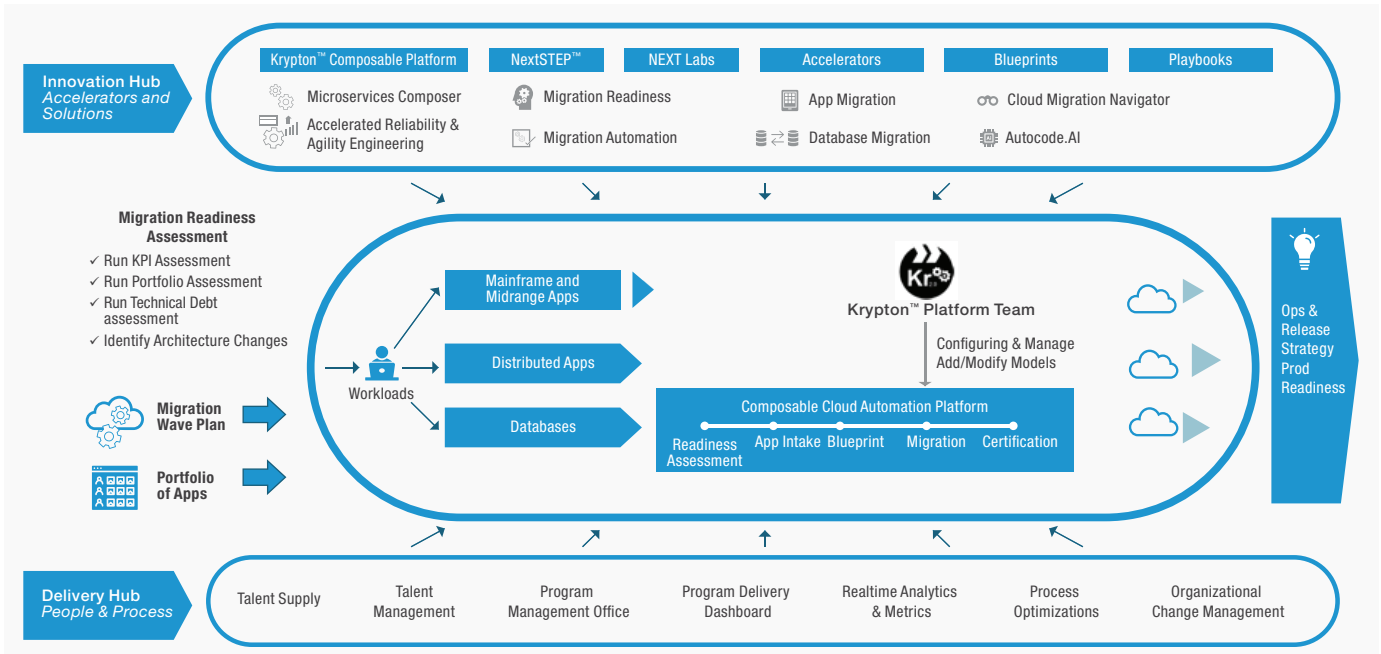 Innovation Hub
Accelerators and
Solutions
Krypton™ Composable Platform
NextSTEP™
NEXT Labs
Accelerators
Blueprints
Playbooks
Microservices Composer
Accelerated Reliability &
Agility Engineering
Migration Readiness
Migration Automation
App Migration
Database Migration
Cloud Migration Navigator
Autocode.AI
Migration Readiness
Assessment
✓ Run KPI Assessment
✓ Run Portfolio Assessment
✓ Run Technical Debt
assessment
✓ Identify Architecture Changes
Migration
Wave Plan
Portfolio
of Apps
Workloads
Mainframe and
Midrange Apps
Distributed Apps
Databases
Kr
Krypton™ Platform Team
Configuring & Manage
Add/Modify Models
Composable Cloud Automation Platform
Readiness
Assessment
App Intake
Blueprint
Migration
Certification
Ops &
Release
Strategy
Prod
Readiness
Delivery Hub
People & Process
Talent Supply
Talent
Management
Program
Management Office
Program Delivery
Dashboard
Realtime Analytics
& Metrics
Process
Optimizations
Organizational
Change Management